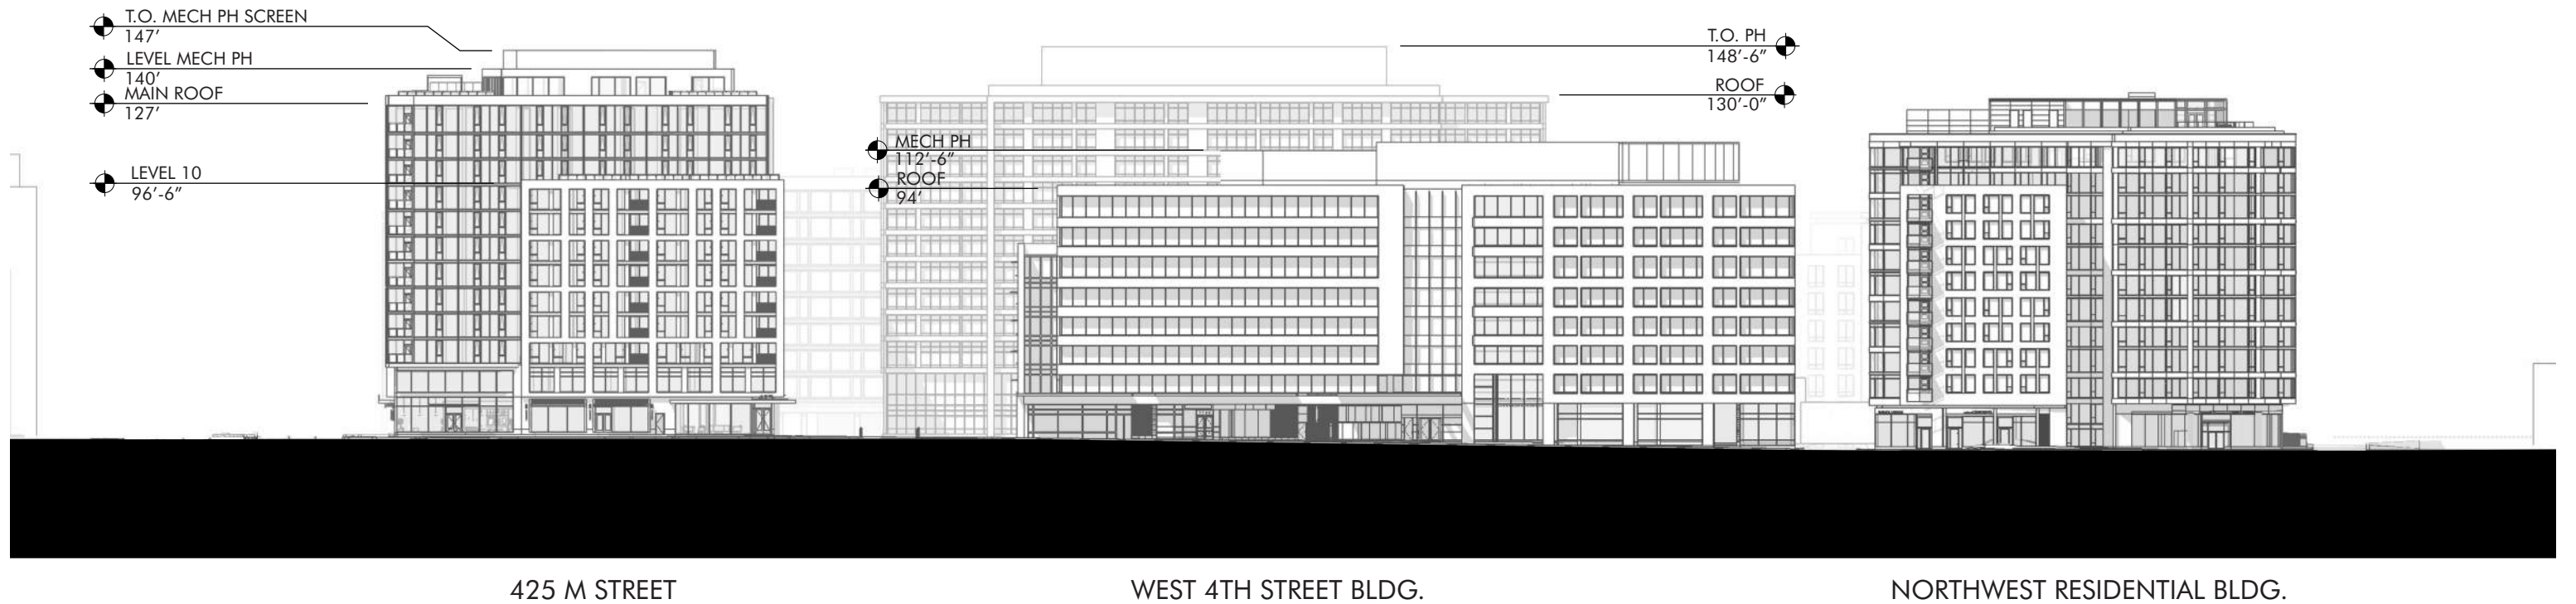 T.O. MECH PH SCREEN
147'
LEVEL MECH PH
140'
MAIN ROOF
127'
LEVEL 10
96'-6"
MECH PH
112'-6"
ROOF
94'
T.O. PH
148'-6"
ROOF
130'-0"
425 M STREET
WEST 4TH STREET BLDG.
NORTHWEST RESIDENTIAL BLDG.